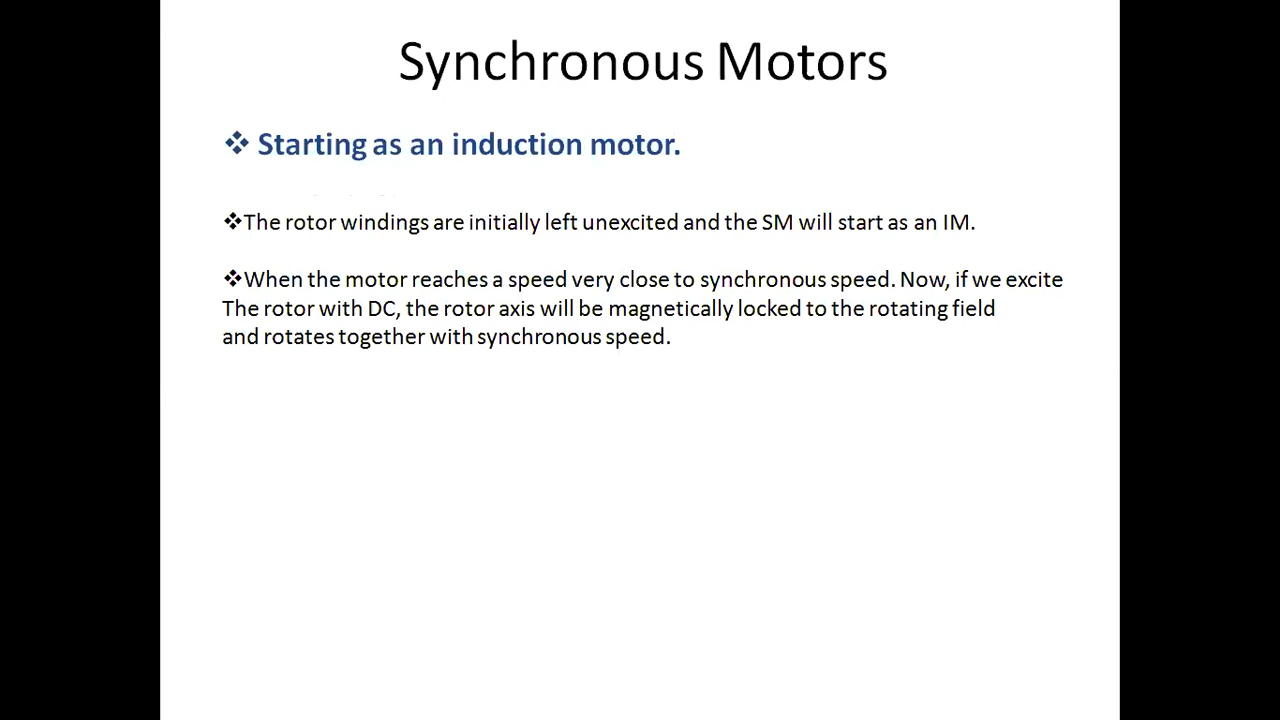 Synchronous Motors
❖ Starting as an induction motor.
❖The rotor windings are initially left unexcited and the SM will start as an IM.
❖When the motor reaches a speed very close to synchronous speed. Now, if we excite
The rotor with DC, the rotor axis will be magnetically locked to the rotating field
and rotates together with synchronous speed.